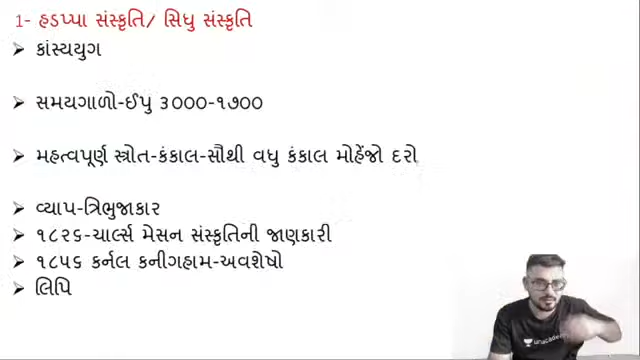 1- હડપ્પા સંસ્કૃતિ/ સિધુ સંસ્કૃતિ
➢ કાંસ્યયુગ
➢ સમયગાળો-ઈપુ ૩૦૦૦-૧૭૦૦
➢ મહત્વપૂર્ણ સ્ત્રોત-કંકાલ-સૌથી વધુ કંકાલ મોહેંજો દરો
➢ વ્યાપ-ત્રિભુજાકાર
➢ ૧૮૨૬-ચાર્લ્સ મેસન સંસ્કૃતિની જાણકારી
➢ ૧૮૫૬ કર્નલ કનીગહામ-અવશેષો
➢ લિપિ
unacademy